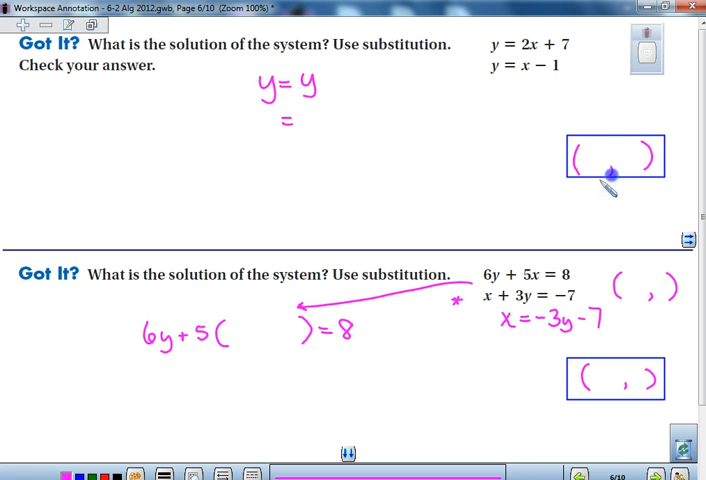 Workspace Annotation - 6-2 Alg 2012.gwb, Page 6/10 (Zoom 100%) *
Got It? What is the solution of the system? Use substitution.
Check your answer.
y = 2x + 7
y = x − 1
y = y
=
( , )
Got It? What is the solution of the system? Use substitution.
6y + 5x = 8
x + 3y = −7
( , )
* x = -3y - 7
6y + 5( ) = 8
( , )
6/10